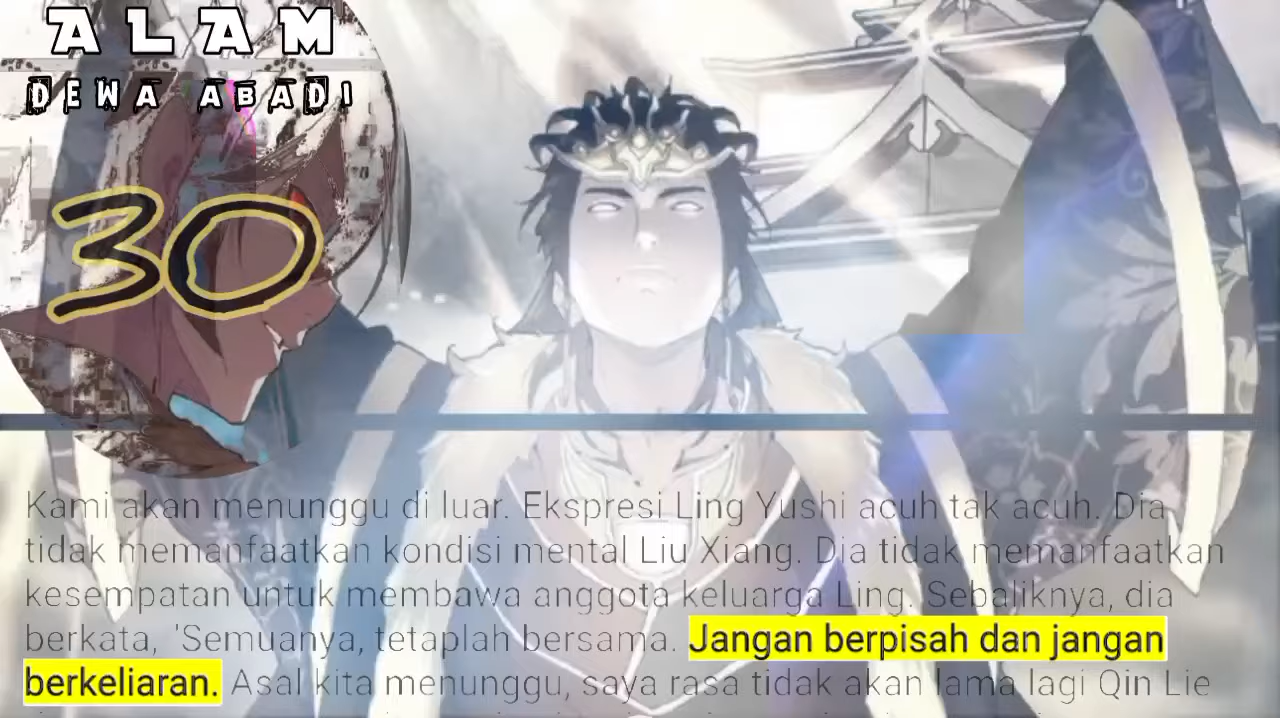 ALAM
DEWA ABADI
30
Kami akan menunggu di luar. Ekspresi Ling Yushi acuh tak acuh. Dia
tidak memanfaatkan kondisi mental Liu Xiang. Dia tidak memanfaatkan
kesempatan untuk membawa anggota keluarga Ling. Sebaliknya, dia
berkata, 'Semuanya, tetaplah bersama. Jangan berpisah dan jangan
berkeliaran. Asal kita menunggu, saya rasa tidak akan lama lagi Qin Lie